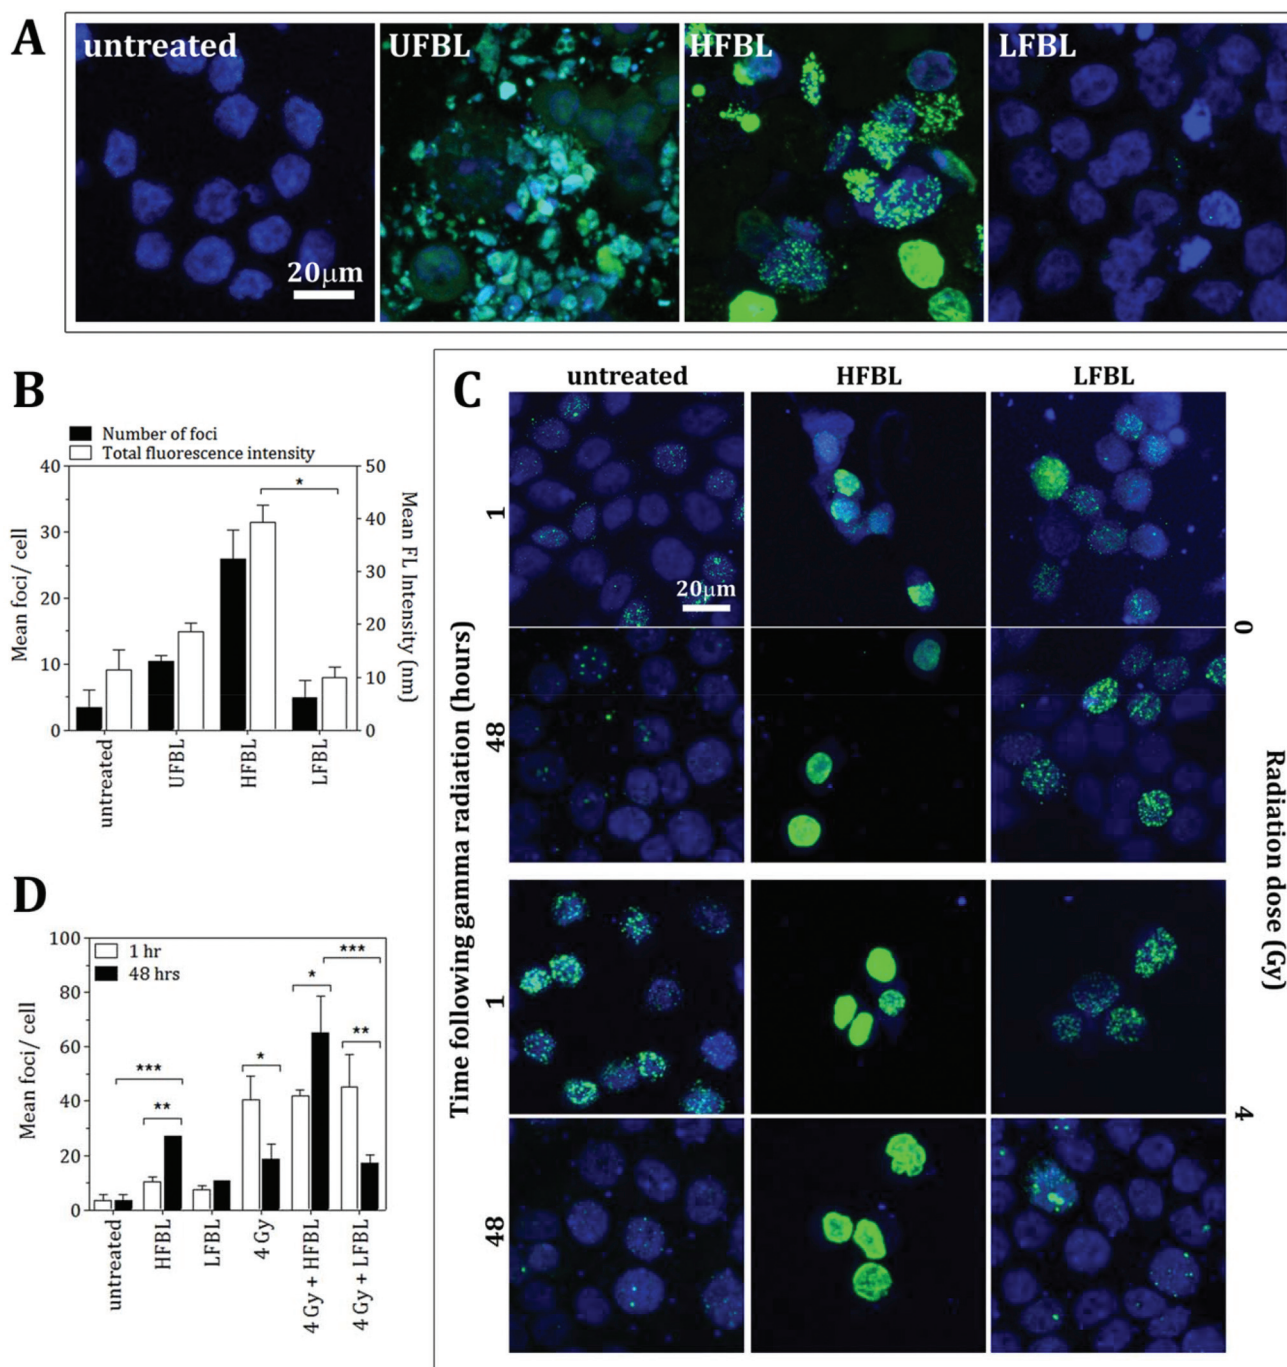 A
untreated
UFBL
HFBL
LFBL
20µm
B
Number of foci
Total fluorescence intensity
40
30
20
10
0
Mean foci/ cell
50
40
30
20
10
0
Mean FL Intensity (nm)
*
untreated
UFBL
HFBL
LFBL
C
untreated
HFBL
LFBL
Time following gamma radiation (hours)
1
48
1
48
20µm
0
4
Radiation dose (Gy)
D
1 hr
48 hrs
100
80
60
40
20
0
Mean foci/ cell
***
**
*
*
***
**
untreated
HFBL
LFBL
4 Gy
4 Gy + HFBL
4 Gy + LFBL